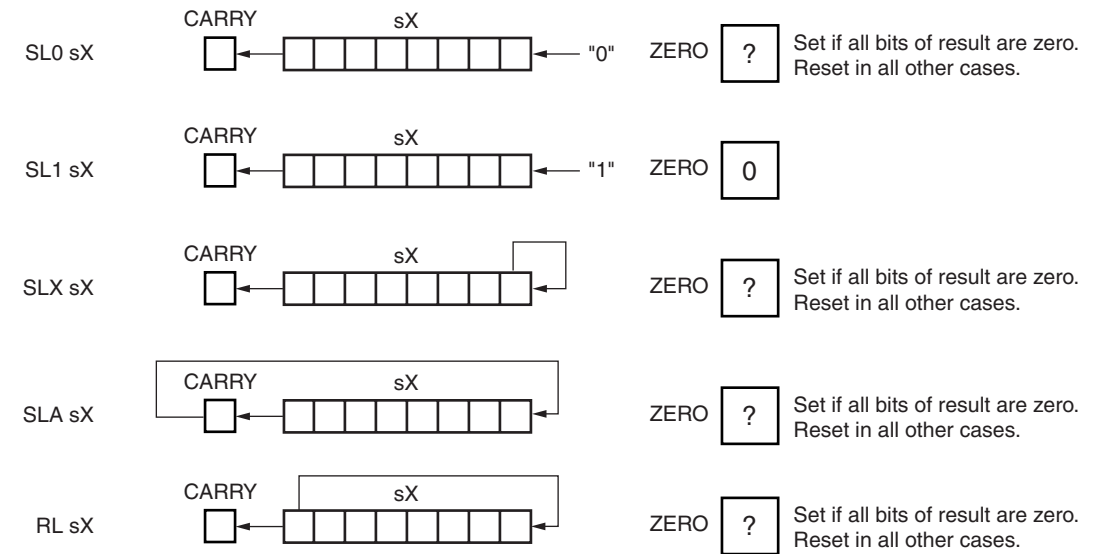 CARRY sX
SL0 sX "0" ZERO ? Set if all bits of result are zero.
Reset in all other cases.
CARRY sX
SL1 sX "1" ZERO 0
CARRY sX
SLX sX ZERO ? Set if all bits of result are zero.
Reset in all other cases.
CARRY sX
SLA sX ZERO ? Set if all bits of result are zero.
Reset in all other cases.
CARRY sX
RL sX ZERO ? Set if all bits of result are zero.
Reset in all other cases.